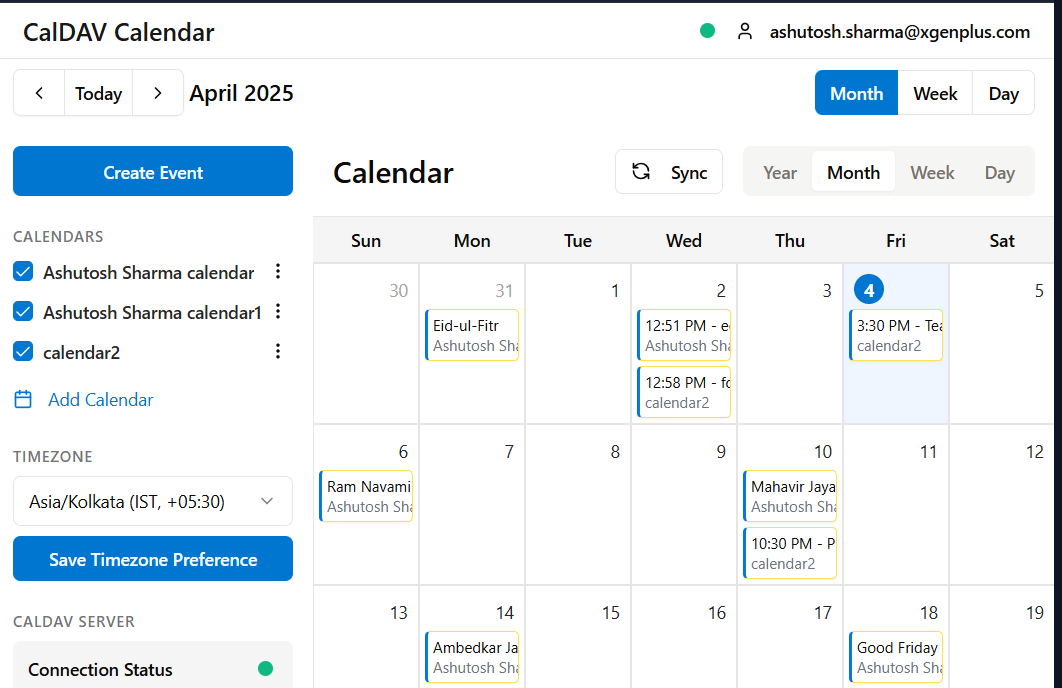 CalDAV Calendar
ashutosh.sharma@xgenplus.com
Today
April 2025
Month Week Day
Create Event
CALENDARS
Ashutosh Sharma calendar
Ashutosh Sharma calendar1
calendar2
Add Calendar
TIMEZONE
Asia/Kolkata (IST, +05:30)
Save Timezone Preference
CALDAV SERVER
Connection Status
Calendar
Sync
Year Month Week Day
Sun Mon Tue Wed Thu Fri Sat
30 31 1 2 3 4 5
Eid-ul-Fitr
Ashutosh Sha
12:51 PM - e
Ashutosh Sha
12:58 PM - fo
calendar2
3:30 PM - Tea
calendar2
6 7 8 9 10 11 12
Ram Navami
Ashutosh Sha
Mahavir Jaya
Ashutosh Sha
10:30 PM - P
calendar2
13 14 15 16 17 18 19
Ambedkar Ja
Ashutosh Sha
Good Friday
Ashutosh Sha